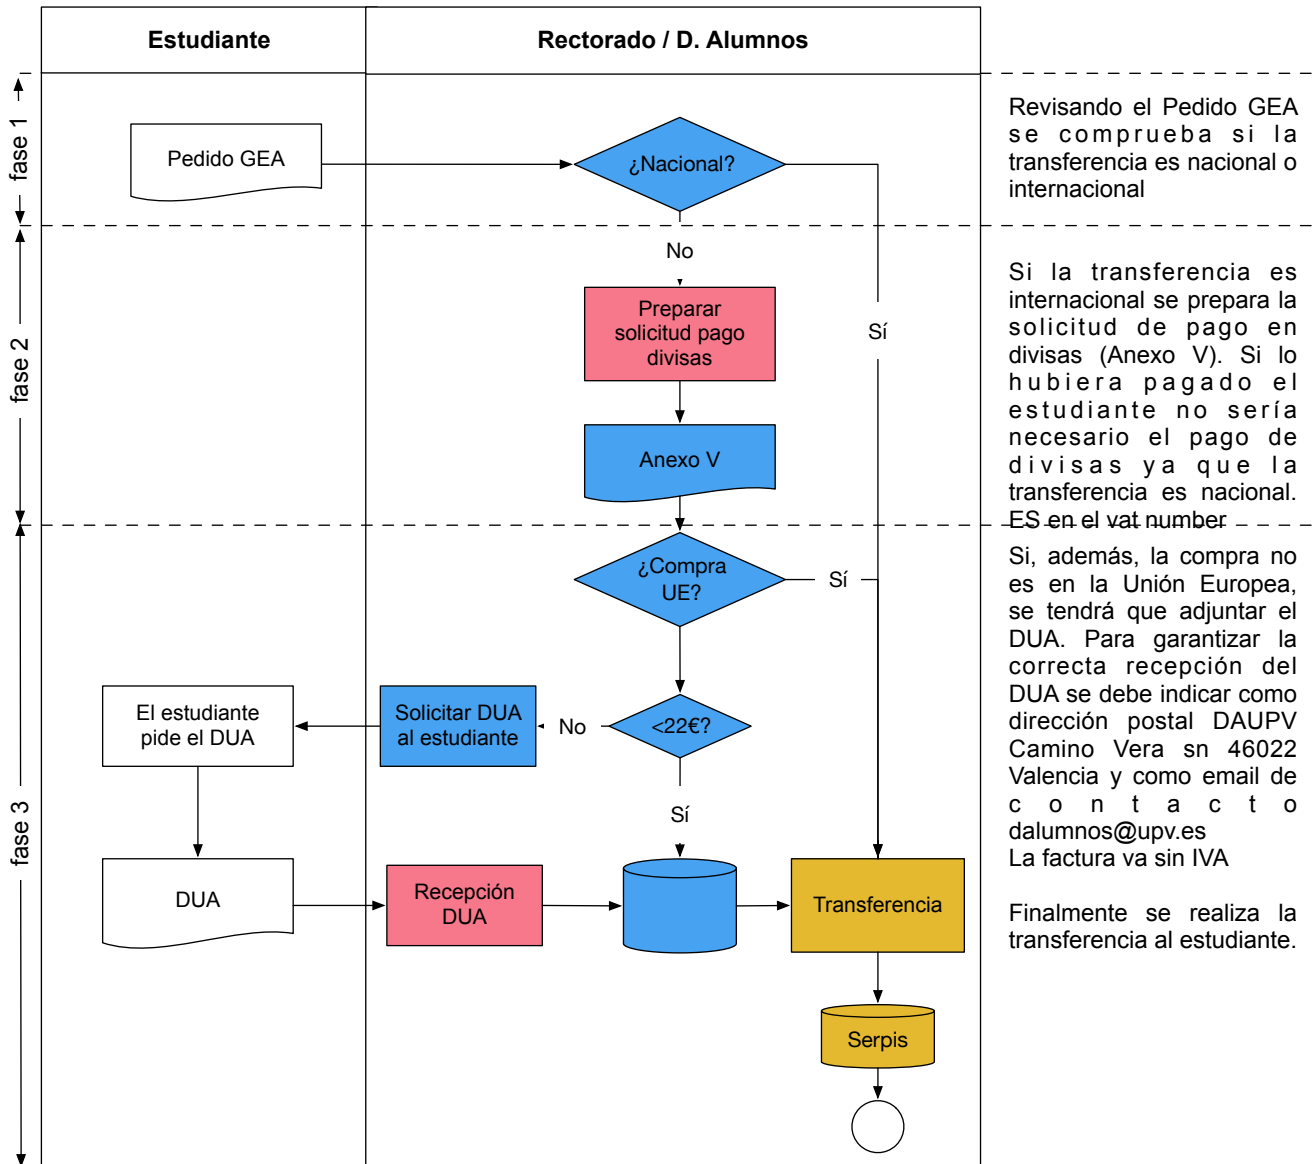 Estudiante
Rectorado / D. Alumnos
fase 1
Pedido GEA
¿Nacional?
Revisando el Pedido GEA
se comprueba si la
transferencia es nacional o
internacional
fase 2
No
Preparar
solicitud pago
divisas
Sí
Anexo V
Si la transferencia es
internacional se prepara la
solicitud de pago en
divisas (Anexo V). Si lo
hubiera pagado el
estudiante no sería
necesario el pago de
divisas ya que la
transferencia es nacional.
ES en el vat number
fase 3
¿Compra
UE?
Sí
El estudiante
pide el DUA
Solicitar DUA
al estudiante
No
<22€?
Sí
DUA
Recepción
DUA
Transferencia
Serpis
Si, además, la compra no
es en la Unión Europea,
se tendrá que adjuntar el
DUA. Para garantizar la
correcta recepción del
DUA se debe indicar como
dirección postal DAUPV
Camino Vera sn 46022
Valencia y como email de
contacto
dalumnos@upv.es
La factura va sin IVA
Finalmente se realiza la
transferencia al estudiante.